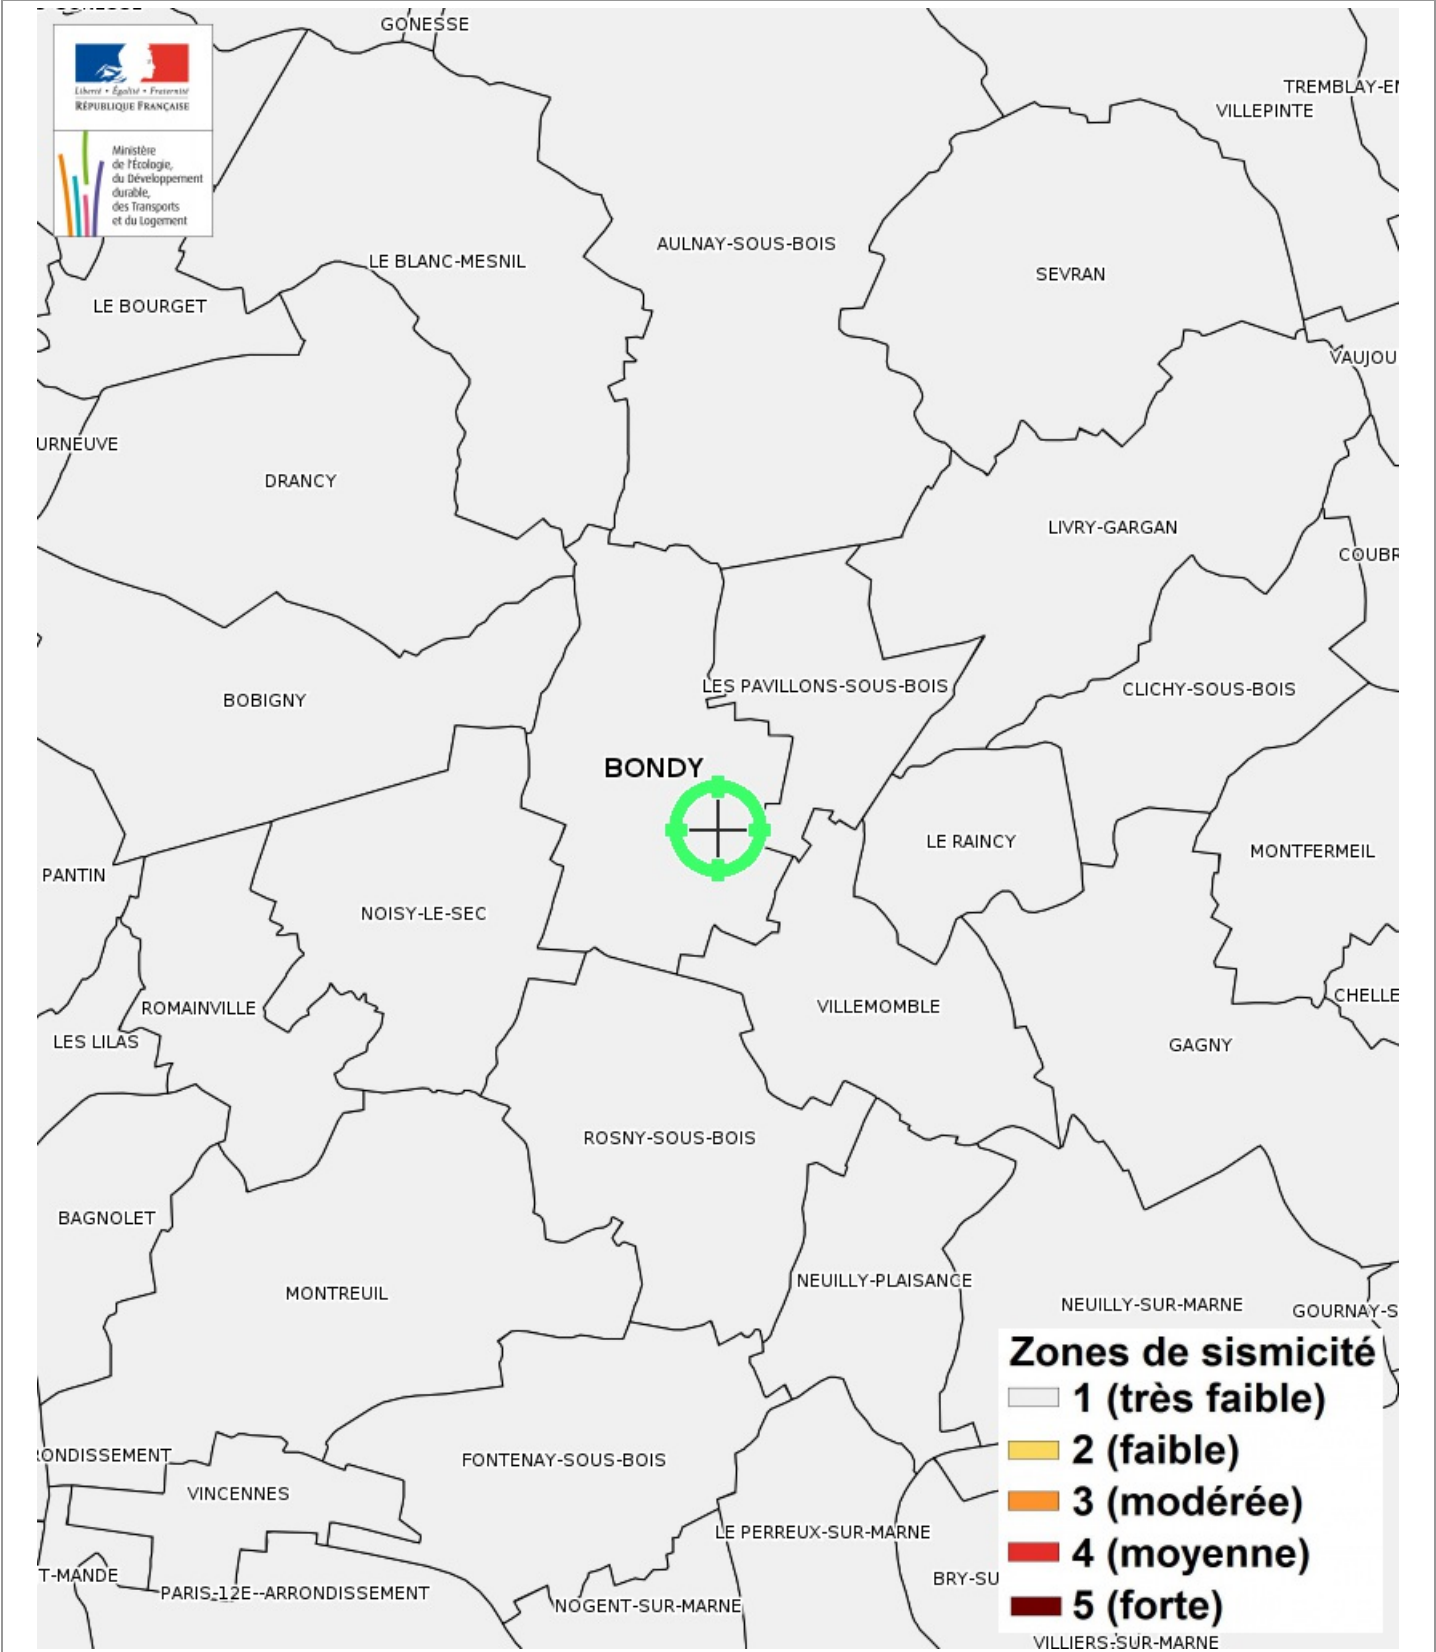 GONESSE
Liberté • Égalité • Fraternité
RÉPUBLIQUE FRANÇAISE
Ministère
de l'Écologie,
du Développement
durable,
des Transports
et du Logement
TREMBLAY-EN
VILLEPINTE
AULNAY-SOUS-BOIS
LE BLANC-MESNIL
SEVRAN
LE BOURGET
VAUJOU
URNEUVE
DRANCY
LIVRY-GARGAN
COUBR
LES PAVILLONS-SOUS-BOIS
CLICHY-SOUS-BOIS
BOBIGNY
BONDY
LE RAINCY
MONTFERMEIL
PANTIN
NOISY-LE-SEC
CHELLE
ROMAINVILLE
VILLEMOMBLE
LES LILAS
GAGNY
ROSNY-SOUS-BOIS
BAGNOLET
NEUILLY-PLAISANCE
MONTREUIL
NEUILLY-SUR-MARNE
GOURNAY-S
Zones de sismicité
1 (très faible)
2 (faible)
3 (modérée)
4 (moyenne)
5 (forte)
RONDISSEMENT
FONTENAY-SOUS-BOIS
VINCENNES
LE PERREUX-SUR-MARNE
T-MANDE
BRY-SU
PARIS-12E--ARRONDISSEMENT
NOGENT-SUR-MARNE
VILLIERS-SUR-MARNE